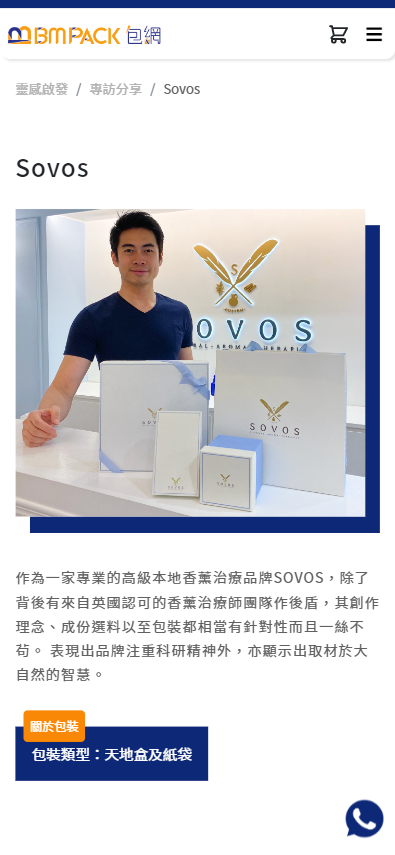 BMPACK 包網
靈感啟發 / 專訪分享 / Sovos
Sovos
S
OVOS
SOVOS
作為一家專業的高級本地香薰治療品牌SOVOS，除了
背後有來自英國認可的香薰治療師團隊作後盾，其創作
理念、成份選料以至包裝都相當有針對性而且一絲不
苟。 表現出品牌注重科研精神外，亦顯示出取材於大
自然的智慧。
關於包裝
包裝類型：天地盒及紙袋